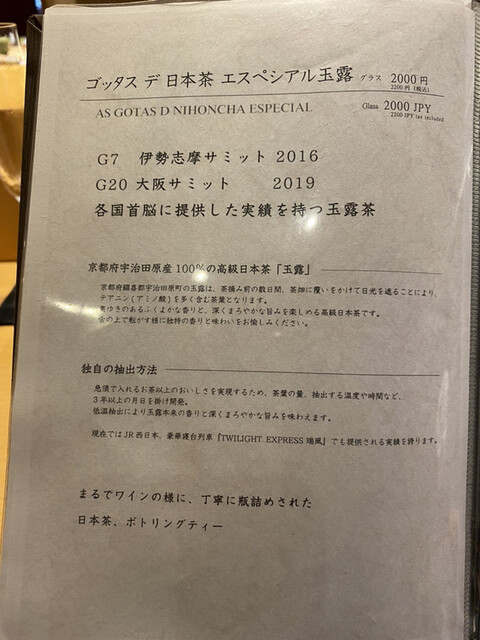 ゴッタス デ 日本茶 エスペシアル玉露 グラス 2000円
2200円(税込)
AS GOTAS D NIHONCHA ESPECIAL Glass 2000 JPY
2200 JPY tax included
G7 伊勢志摩サミット 2016
G20 大阪サミット 2019
各国首脳に提供した実績を持つ玉露茶
京都府宇治田原産100%の高級日本茶「玉露」
京都府綴喜郡宇治田原町の玉露は、茶摘み前の数日間、茶畑に覆いをかけて日光を遮ることにより、
テアニン(アミノ酸)を多く含む茶葉となります。
奥ゆきのあるふくよかな香りと、深くまろやかな旨みを楽しめる高級日本茶です。
舌の上で転がす様に独特の香りと味わいをお愉しみください。
独自の抽出方法
急須で入れるお茶以上のおいしさを実現するため、茶葉の量、抽出する温度や時間など、
3年以上の月日を掛け開発。
低温抽出により玉露本来の香りと深くまろやかな旨みを味わえます。
現在ではJR西日本、豪華寝台列車『TWILIGHT EXPRESS 瑞風』でも提供される実績を誇ります。
まるでワインの様に、丁寧に瓶詰めされた
日本茶、ボトリングティー